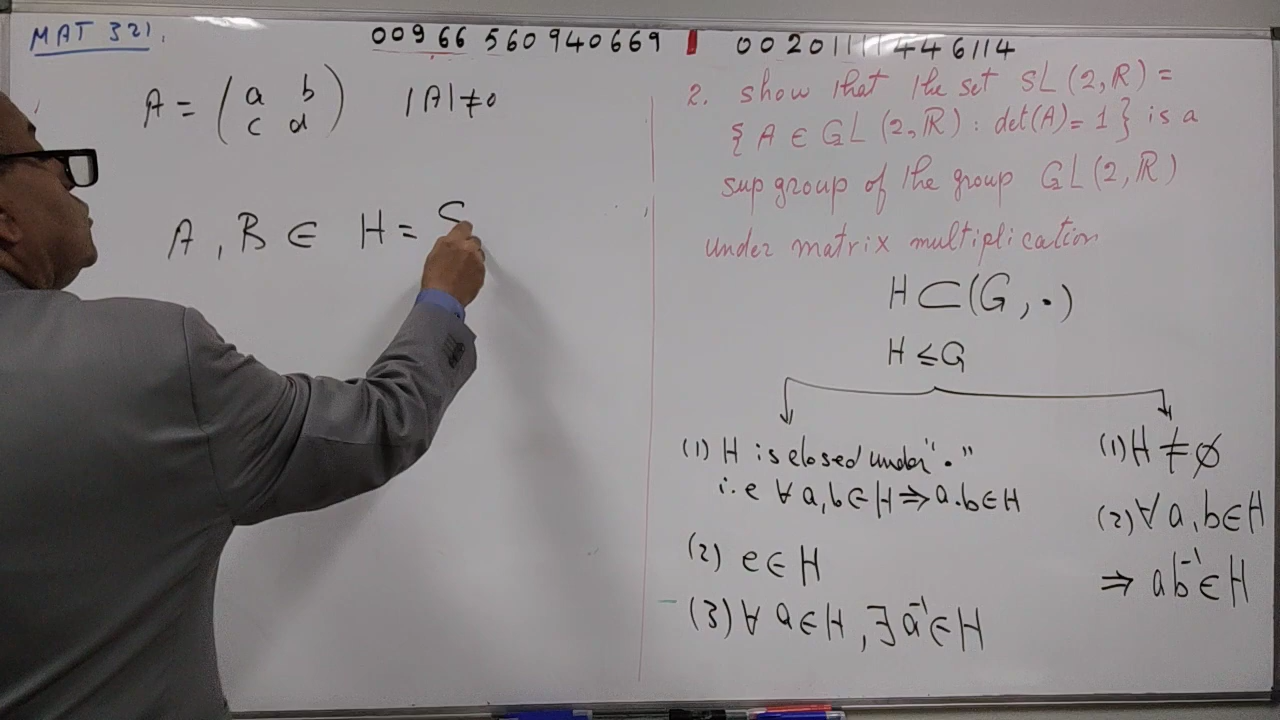 MAT 321.
00966 560940669 | 00201111446114
A = (a b
c d) |A| ≠ 0
A, B ∈ H = S
2. show that the set SL(2,R) =
{A ∈ GL(2,R) : det(A) = 1} is a
sup group of the group GL(2,R)
under matrix multiplication
H ⊂ (G, •)
H ≤ G
(1) H is closed under "•"
i.e ∀ a,b ∈ H ⇒ a.b ∈ H
(2) e ∈ H
(3) ∀ a ∈ H, ∃ a⁻¹ ∈ H
(1) H ≠ ∅
(2) ∀ a, b ∈ H
⇒ ab⁻¹ ∈ H